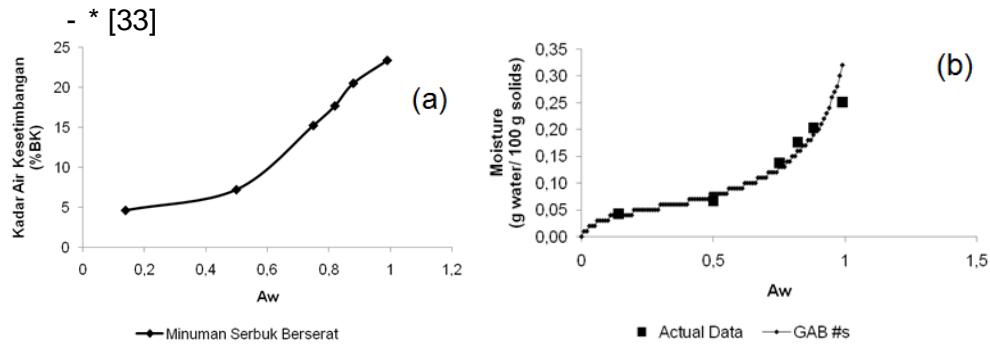 - * [33]
Kadar Air Kesetimbangan
(%BK)
25
20
15
10
5
0
0 0,2 0,4 0,6 0,8 1 1,2
Aw
Minuman Serbuk Berserat
(a)
Moisture
(g water/ 100 g solids)
0,35
0,30
0,25
0,20
0,15
0,10
0,05
0,00
0 0,5 1 1,5
Aw
Actual Data GAB #s
(b)